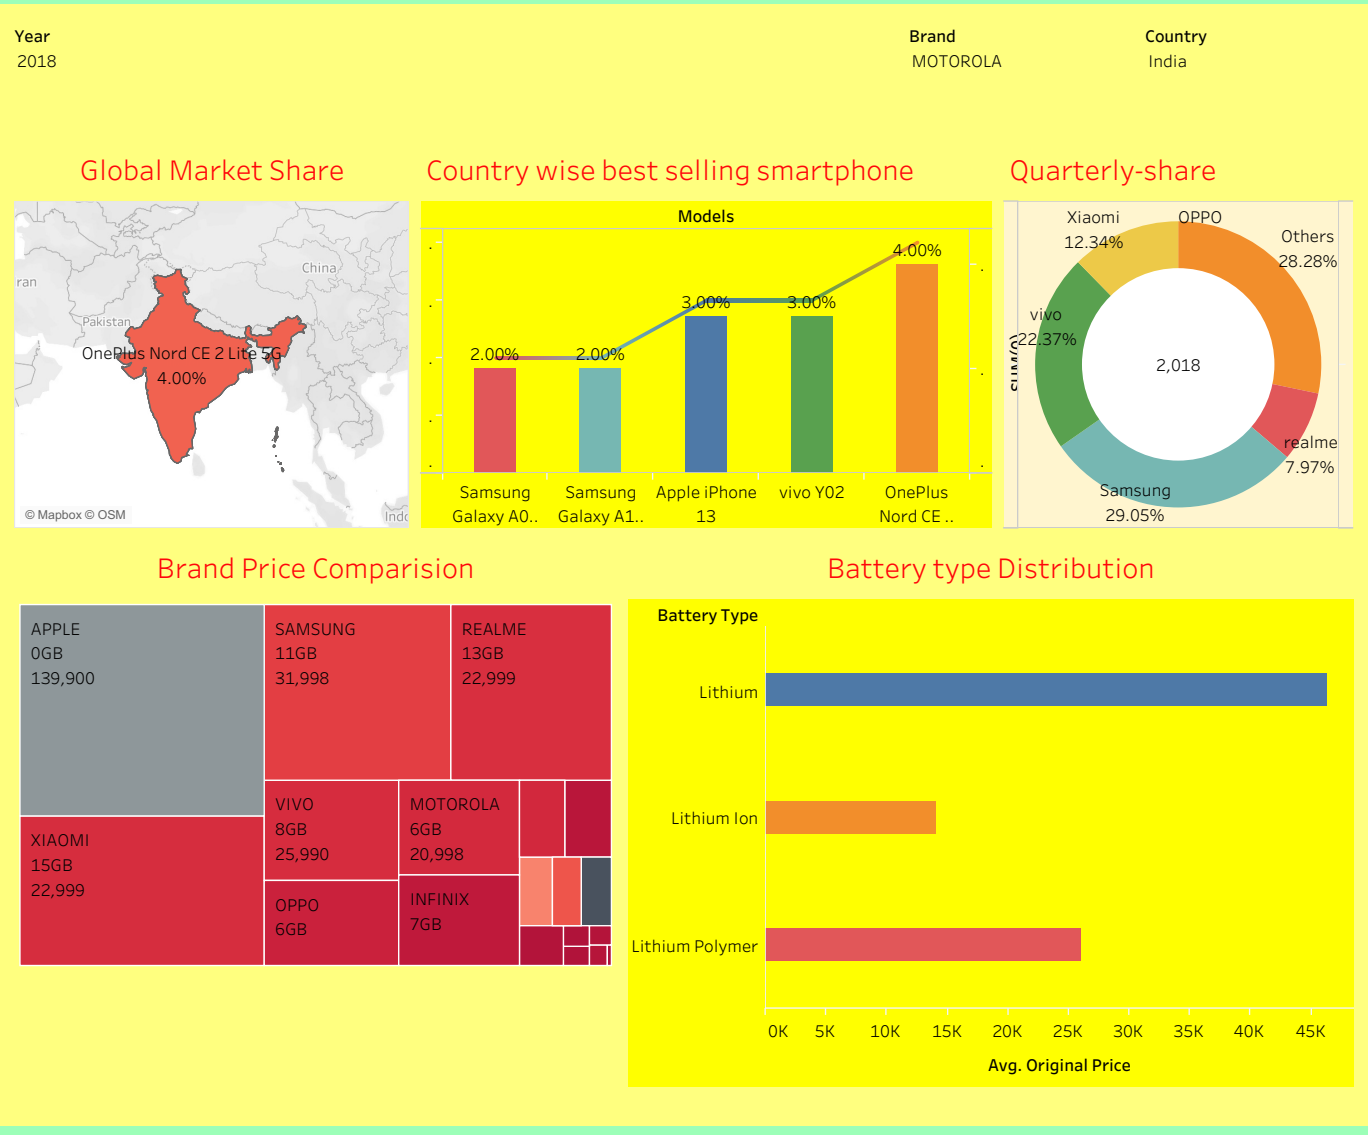 Year
2018
Brand
MOTOROLA
Country
India
Global Market Share
China
Pakistan
OnePlus Nord CE 2 Lite 5G
4.00%
© Mapbox © OSM
Country wise best selling smartphone
Models
2.00%
2.00%
3.00%
3.00%
4.00%
Samsung
Galaxy A0..
Samsung
Galaxy A1..
Apple iPhone
13
vivo Y02
OnePlus
Nord CE ..
Quarterly-share
Xiaomi
12.34%
OPPO
Others
28.28%
vivo
22.37%
2,018
realme
7.97%
Samsung
29.05%
Brand Price Comparision
APPLE
0GB
139,900
SAMSUNG
11GB
31,998
REALME
13GB
22,999
XIAOMI
15GB
22,999
VIVO
8GB
25,990
MOTOROLA
6GB
20,998
OPPO
6GB
INFINIX
7GB
Battery type Distribution
Battery Type
Lithium
Lithium Ion
Lithium Polymer
0K 5K 10K 15K 20K 25K 30K 35K 40K 45K
Avg. Original Price